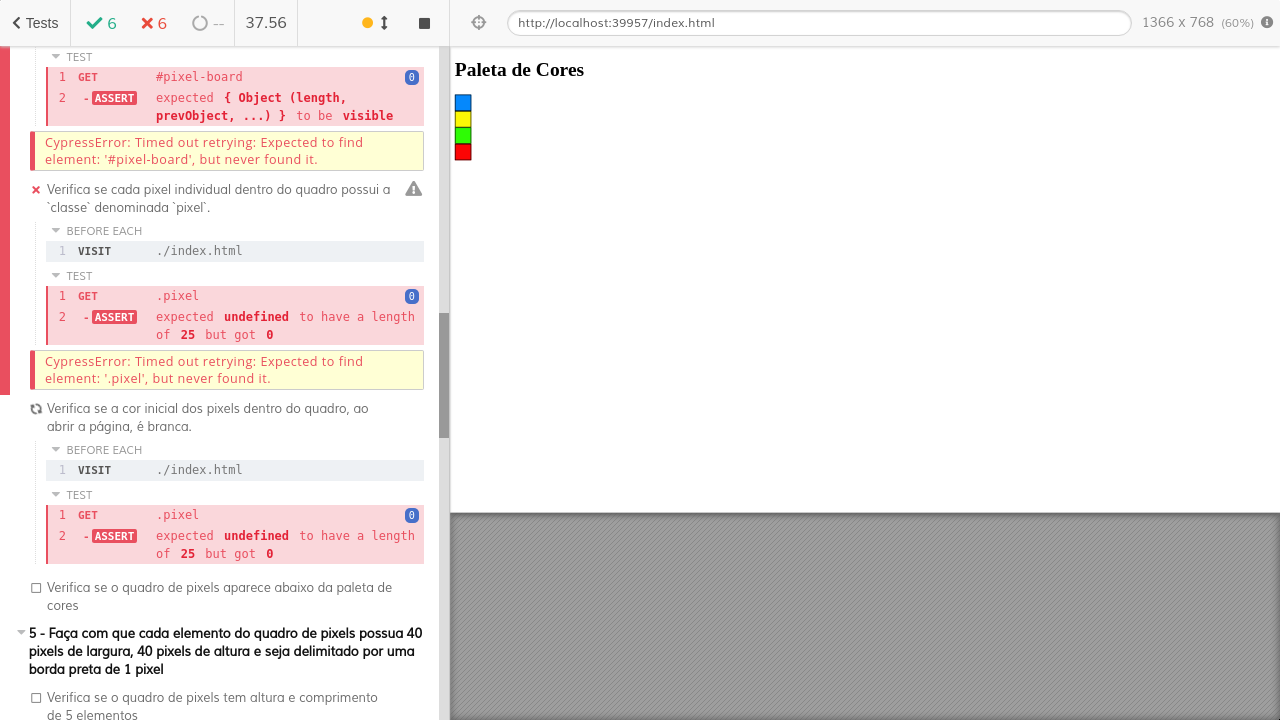 Tests
6
6
--
37.56
http://localhost:39957/index.html
1366 x 768 (60%)
TEST
1 GET #pixel-board 0
2 -ASSERT expected { Object (length,
prevObject, ...) } to be visible
CypressError: Timed out retrying: Expected to find
element: '#pixel-board', but never found it.
Verifica se cada pixel individual dentro do quadro possui a
`classe` denominada `pixel`.
BEFORE EACH
1 VISIT ./index.html
TEST
1 GET .pixel 0
2 -ASSERT expected undefined to have a length
of 25 but got 0
CypressError: Timed out retrying: Expected to find
element: '.pixel', but never found it.
Verifica se a cor inicial dos pixels dentro do quadro, ao
abrir a página, é branca.
BEFORE EACH
1 VISIT ./index.html
TEST
1 GET .pixel 0
2 -ASSERT expected undefined to have a length
of 25 but got 0
Verifica se o quadro de pixels aparece abaixo da paleta de
cores
5 - Faça com que cada elemento do quadro de pixels possua 40
pixels de largura, 40 pixels de altura e seja delimitado por uma
borda preta de 1 pixel
Verifica se o quadro de pixels tem altura e comprimento
de 5 elementos
Paleta de Cores